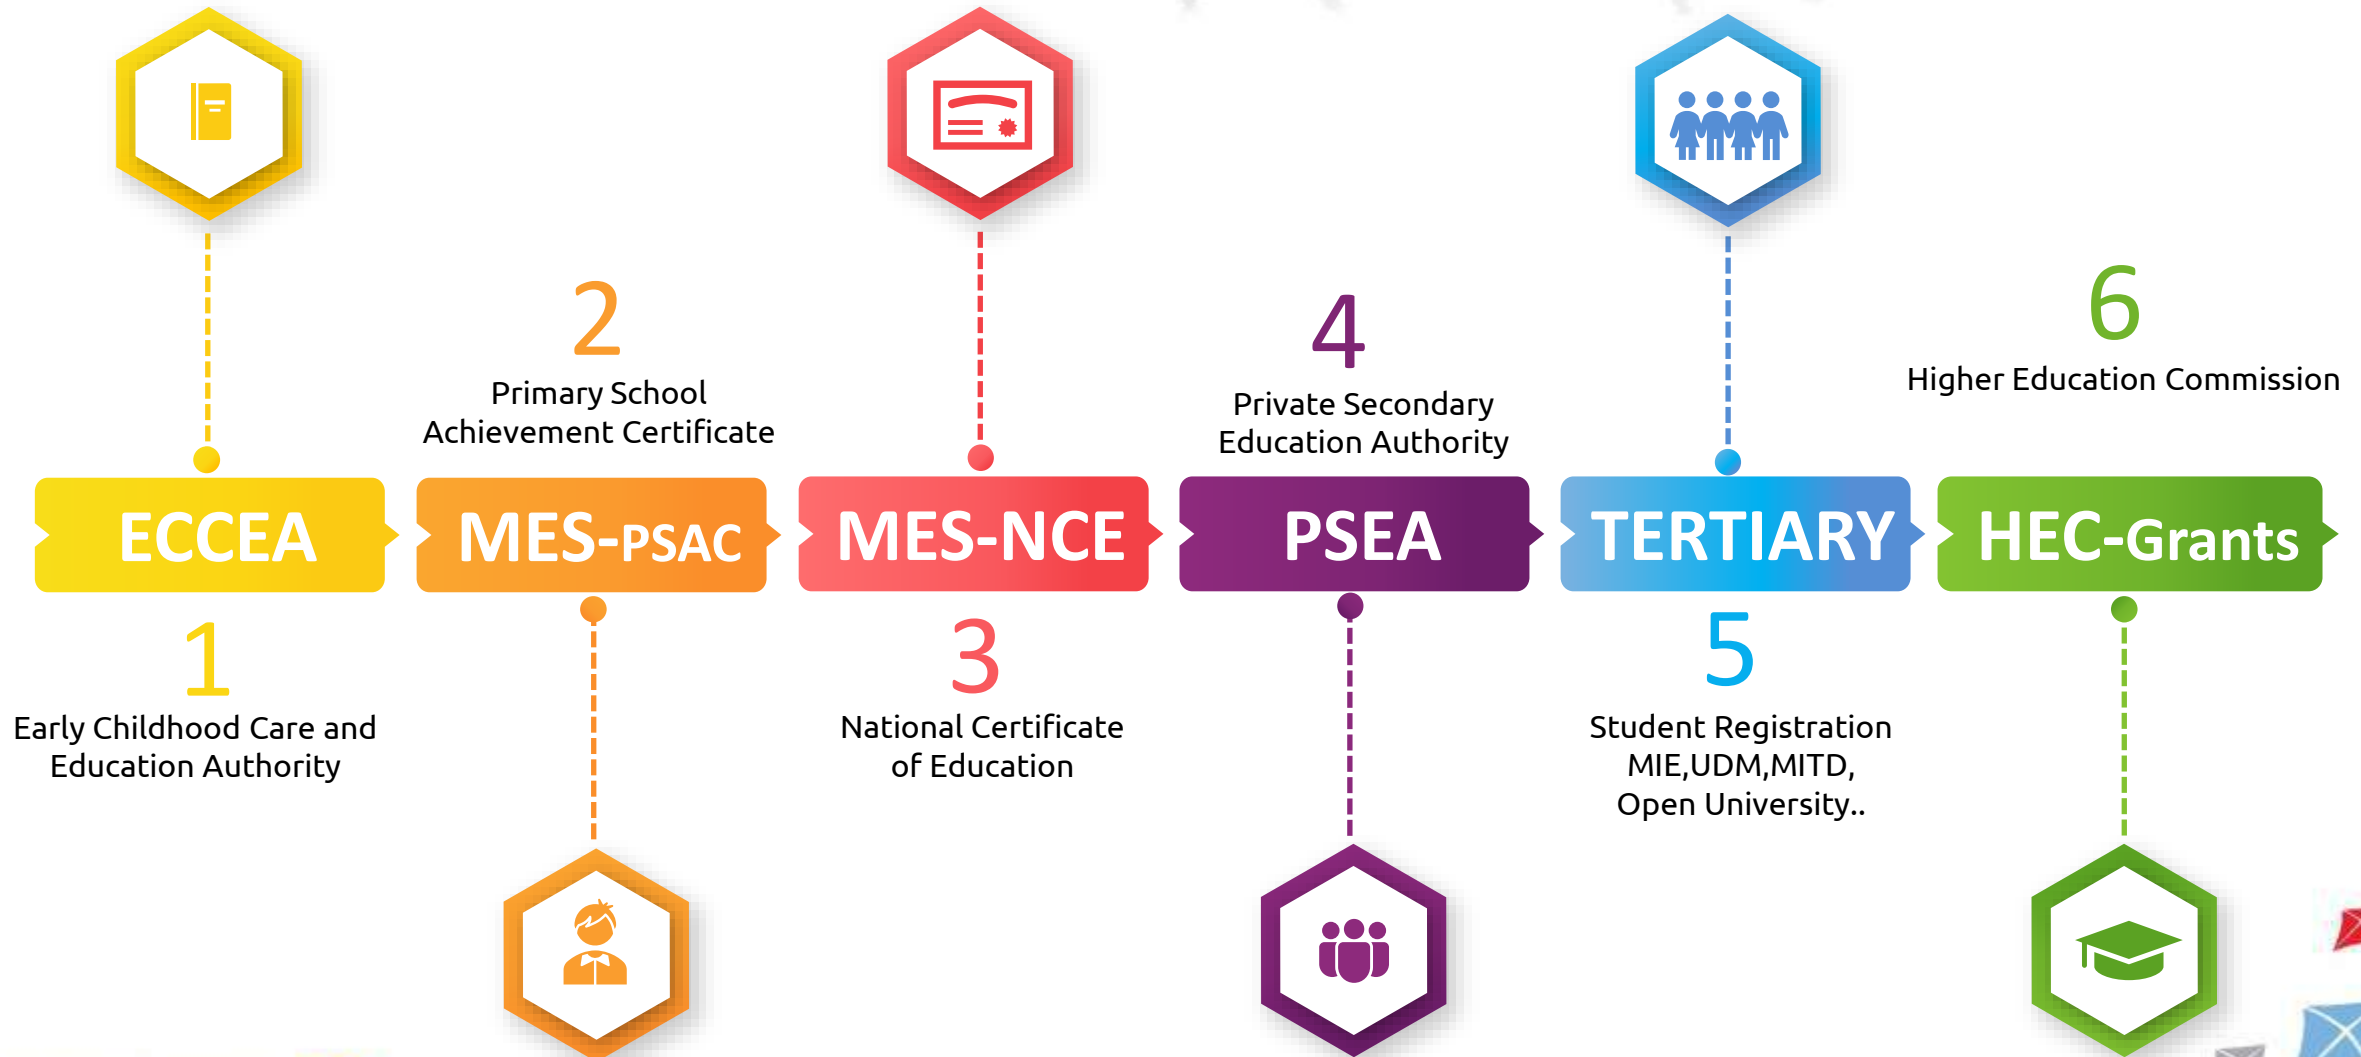 ECCEA
1
Early Childhood Care and
Education Authority
2
Primary School
Achievement Certificate
MES-PSAC
MES-NCE
3
National Certificate
of Education
4
Private Secondary
Education Authority
PSEA
TERTIARY
5
Student Registration
MIE,UDM,MITD,
Open University..
6
Higher Education Commission
HEC-Grants